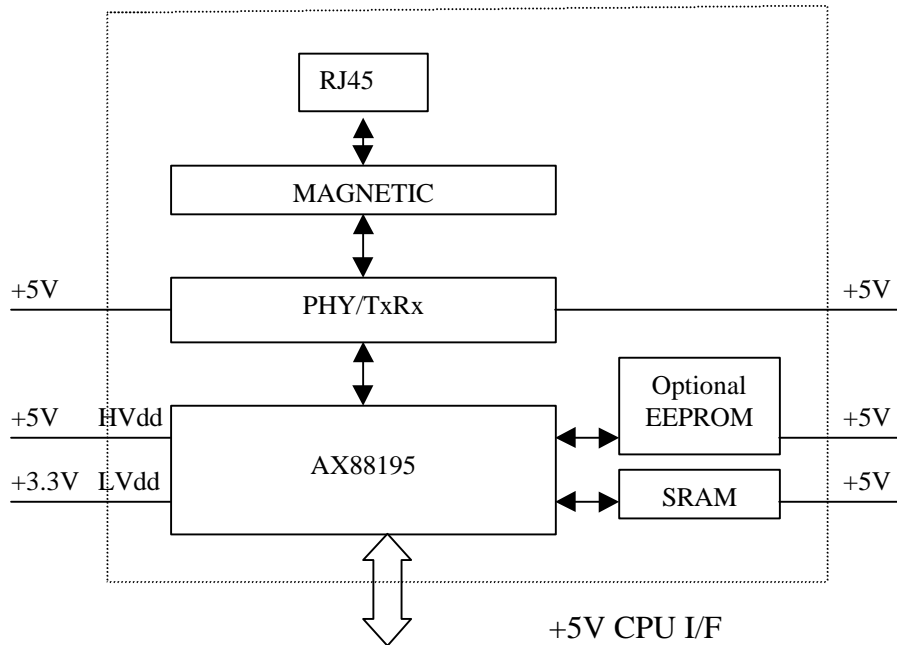 RJ45
MAGNETIC
+5V
PHY/TxRx
+5V
Optional
EEPROM
+5V HVdd
+5V
AX88195
+3.3V LVdd
SRAM
+5V
+5V CPU I/F